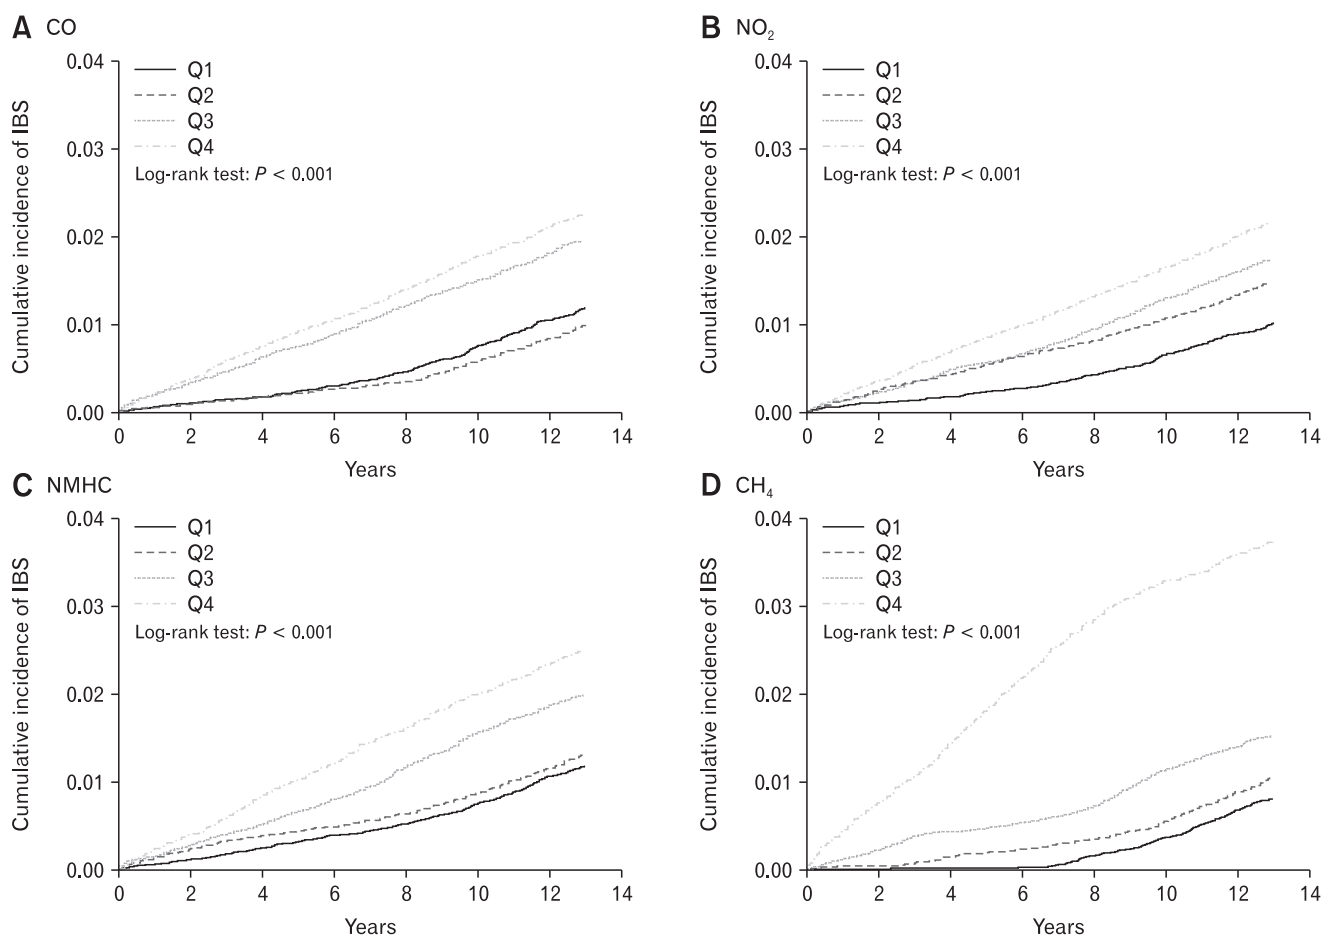 A CO
0.04
0.03
0.02
0.01
0.00
Cumulative incidence of IBS
Q1
Q2
Q3
Q4
Log-rank test: P < 0.001
0 2 4 6 8 10 12 14
Years
B NO2
0.04
0.03
0.02
0.01
0.00
Cumulative incidence of IBS
Q1
Q2
Q3
Q4
Log-rank test: P < 0.001
0 2 4 6 8 10 12 14
Years
C NMHC
0.04
0.03
0.02
0.01
0.00
Cumulative incidence of IBS
Q1
Q2
Q3
Q4
Log-rank test: P < 0.001
0 2 4 6 8 10 12 14
Years
D CH4
0.04
0.03
0.02
0.01
0.00
Cumulative incidence of IBS
Q1
Q2
Q3
Q4
Log-rank test: P < 0.001
0 2 4 6 8 10 12 14
Years